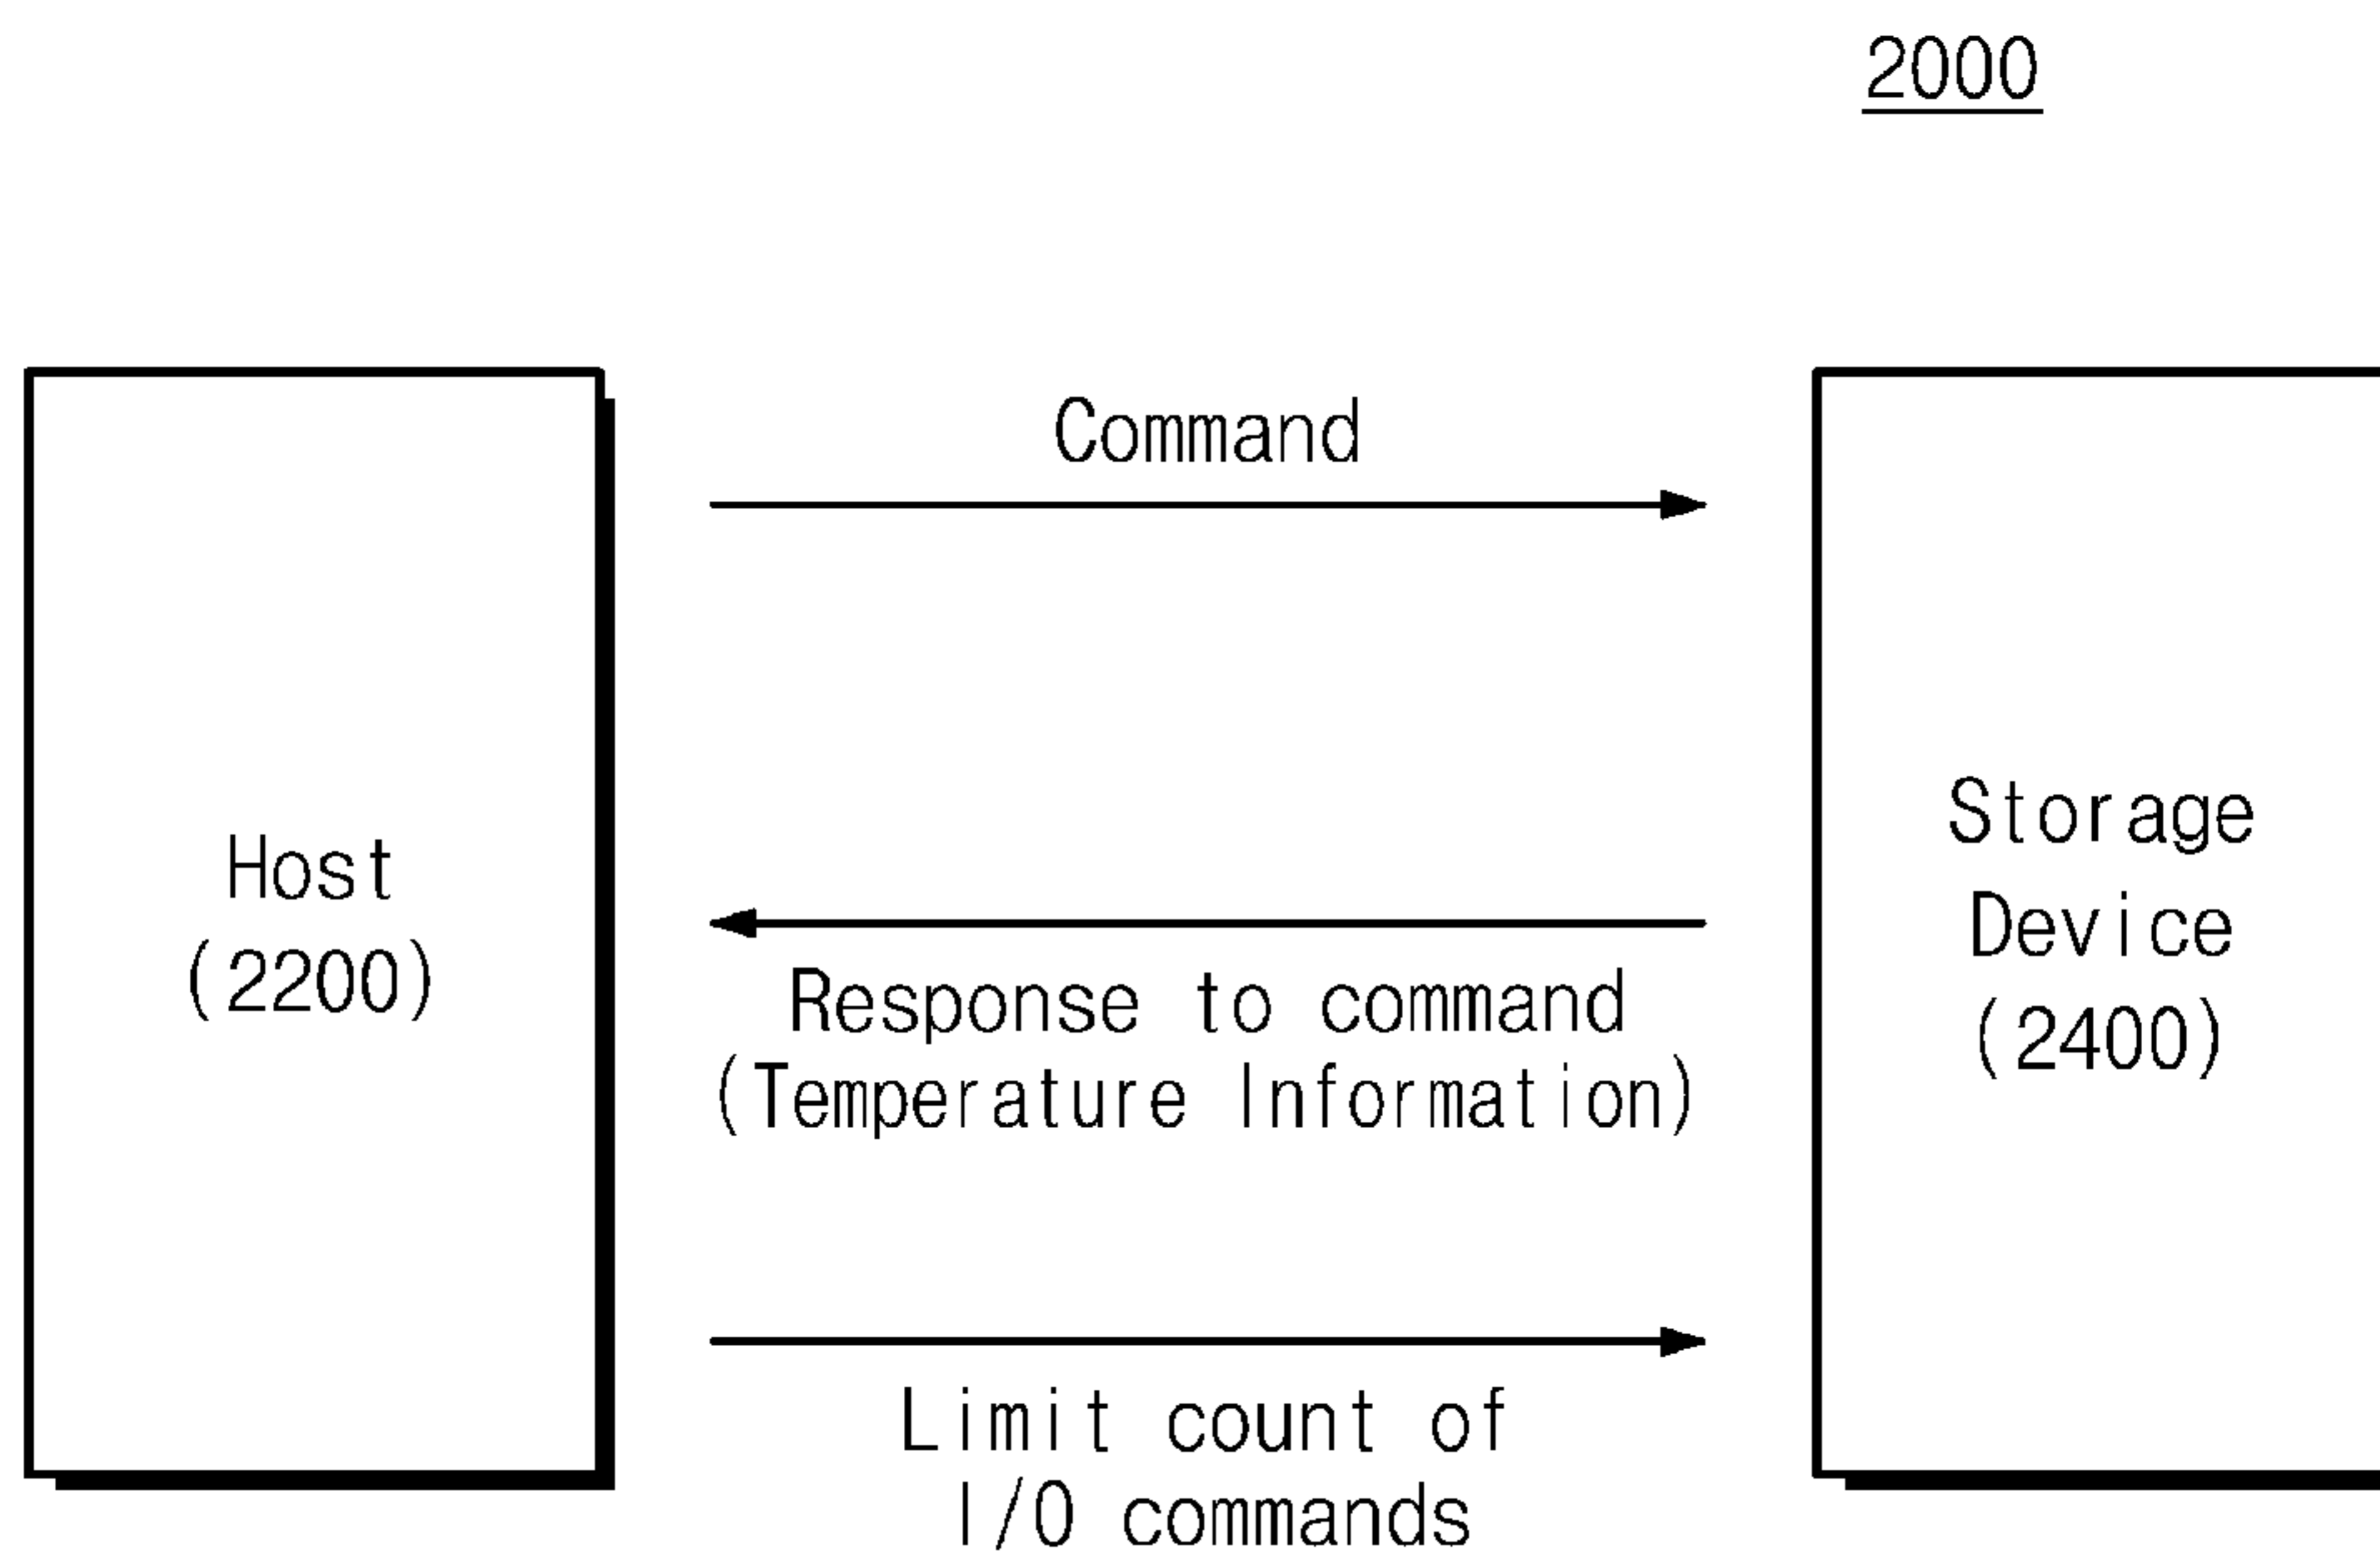 2000
Command
Host
(2200)
Response to command
(Temperature Information)
Limit count of
I/O commands
Storage
Device
(2400)